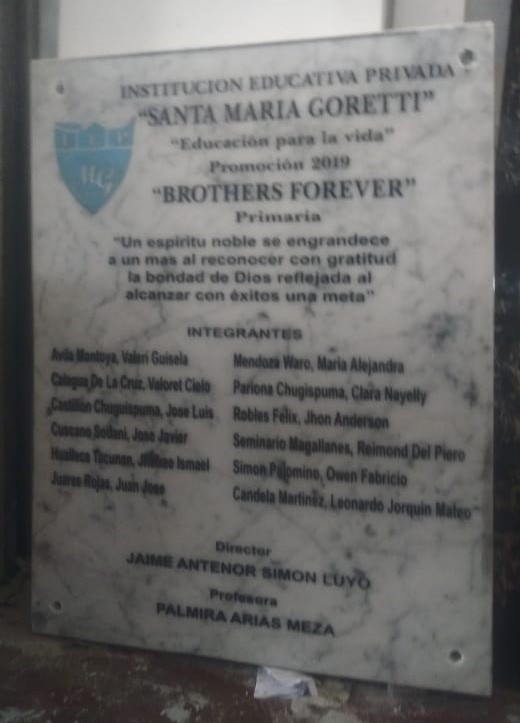 INSTITUCION EDUCATIVA PRIVADA
"SANTA MARIA GORETTI"
"Educación para la vida"
Promoción 2019
"BROTHERS FOREVER"
Primaria
I E P
MG
"Un espiritu noble se engrandece
a un mas al reconocer con gratitud
la bondad de Dios reflejada al
alcanzar con éxitos una meta"
INTEGRANTES
Avila Montoya, Valeri Guisela
De La Cruz, Valoret Cielo
Castillon Chuguispuma, Jose Luis
Cuscano Jose Javier
Ismael
Juarez Rojas, Juan Jose
Mendoza Waro, Maria Alejandra
Pariona Chugispuma, Clara Nayelly
Robles Felix, Jhon Anderson
Seminario Magallanes, Reimond Del Piero
Simon Palomino, Owen Fabricio
Candela Martinez, Leonardo Jorquin Mateo
Director
JAIME ANTENOR SIMON LUYO
Profesora
PALMIRA ARIAS MEZA